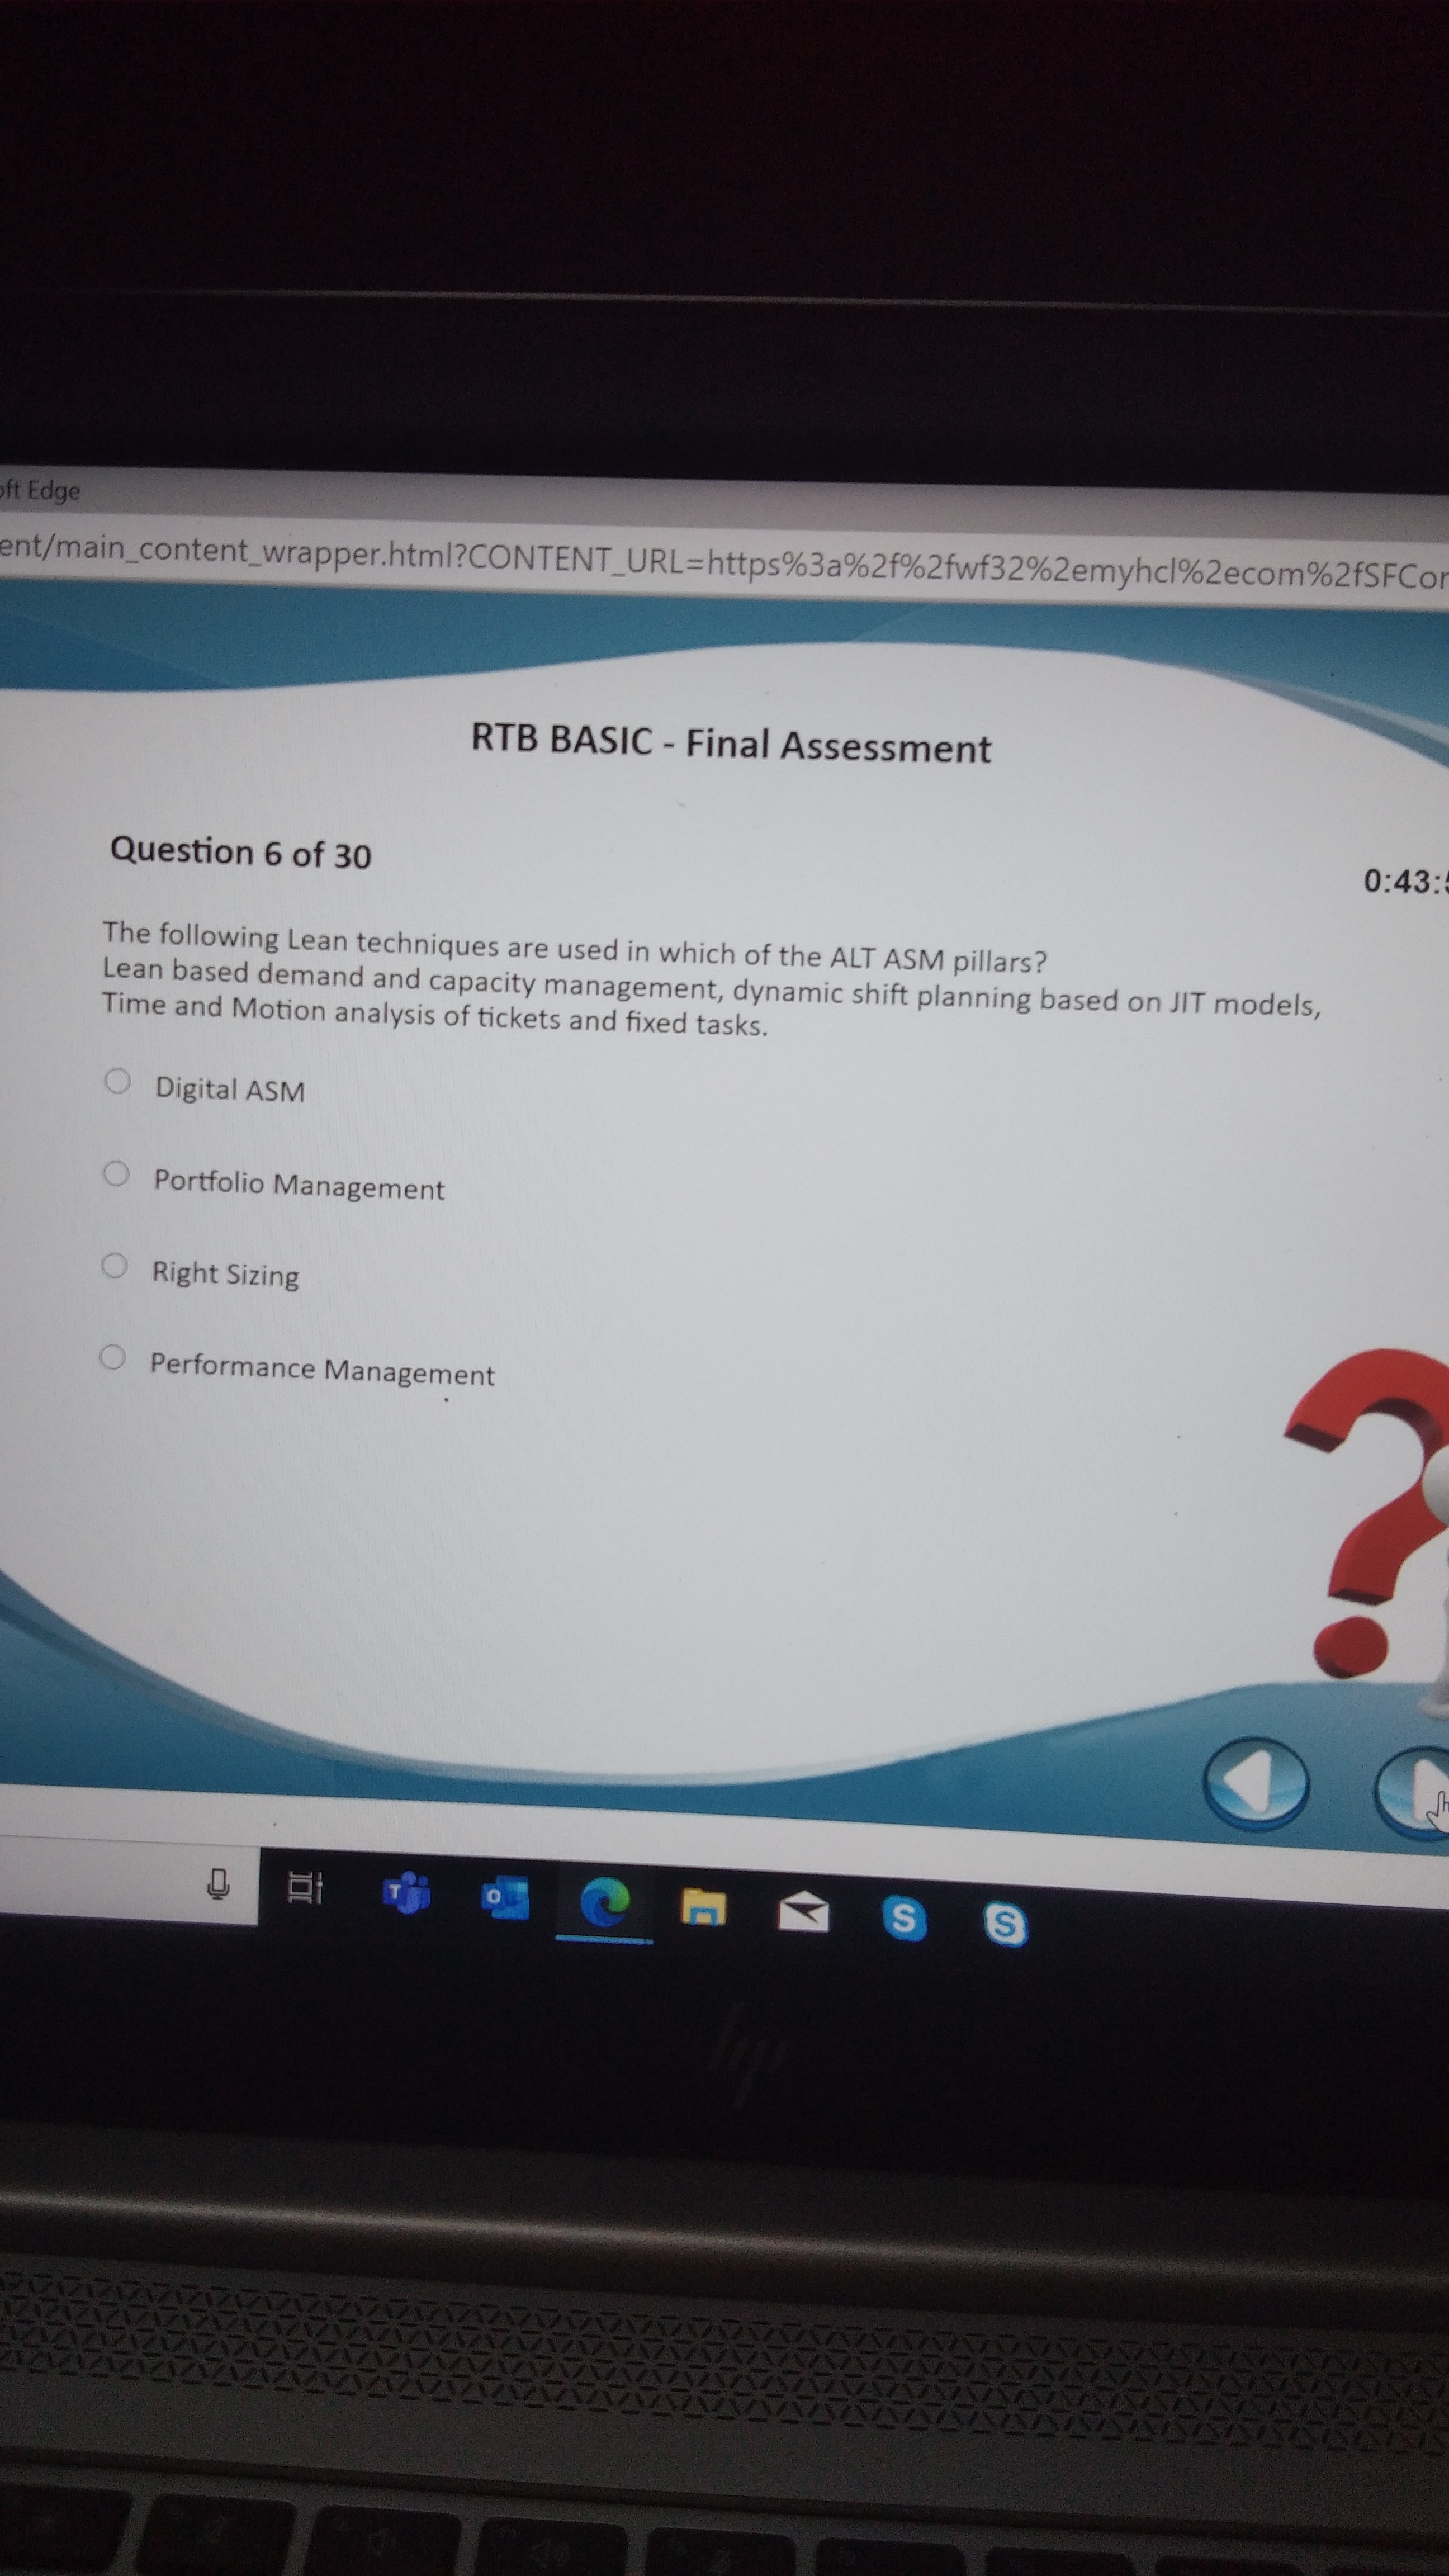 oft Edge
ent/main_content_wrapper.html?CONTENT_URL=https%3a%2f%2fwf32%2emyhcl%2ecom%2fSFCor
RTB BASIC - Final Assessment
Question 6 of 30
0:43:
The following Lean techniques are used in which of the ALT ASM pillars?
Lean based demand and capacity management, dynamic shift planning based on JIT models,
Time and Motion analysis of tickets and fixed tasks.
Digital ASM
Portfolio Management
Right Sizing
Performance Management
hp